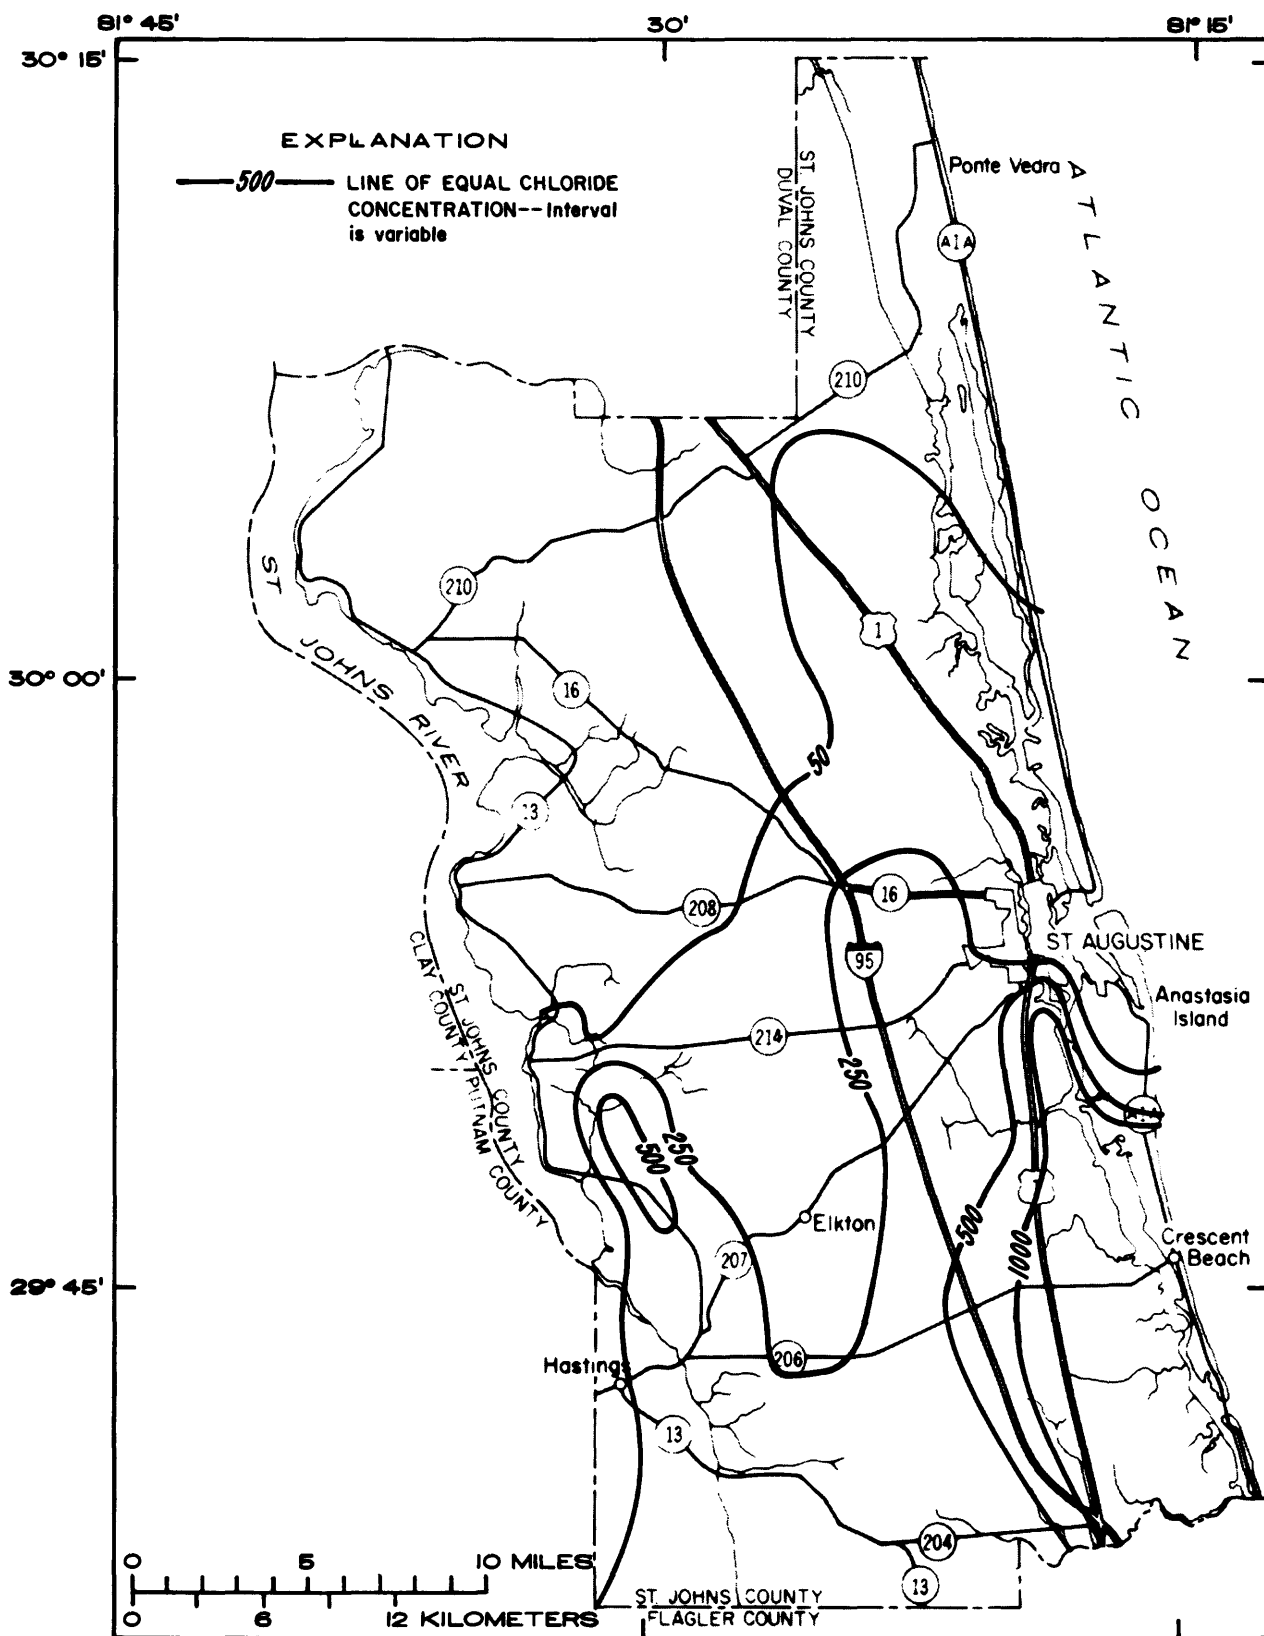 81° 45'
30'
81° 15'
30° 15'
EXPLANATION
500 LINE OF EQUAL CHLORIDE
CONCENTRATION--Interval
is variable
ST. JOHNS COUNTY
DUVAL COUNTY
Ponte Vedra
ATLANTIC OCEAN
A1A
210
210
1
ST JOHNS RIVER
30° 00'
16
50
13
208
16
95
ST AUGUSTINE
Anastasia
Island
CLAY COUNTY
ST JOHNS COUNTY
PUTNAM COUNTY
214
250
A1A
500
250
Elkton
500
1000
Crescent
Beach
207
29° 45'
206
Hastings
13
204
13
0 5 10 MILES
0 6 12 KILOMETERS
ST. JOHNS COUNTY
FLAGLER COUNTY